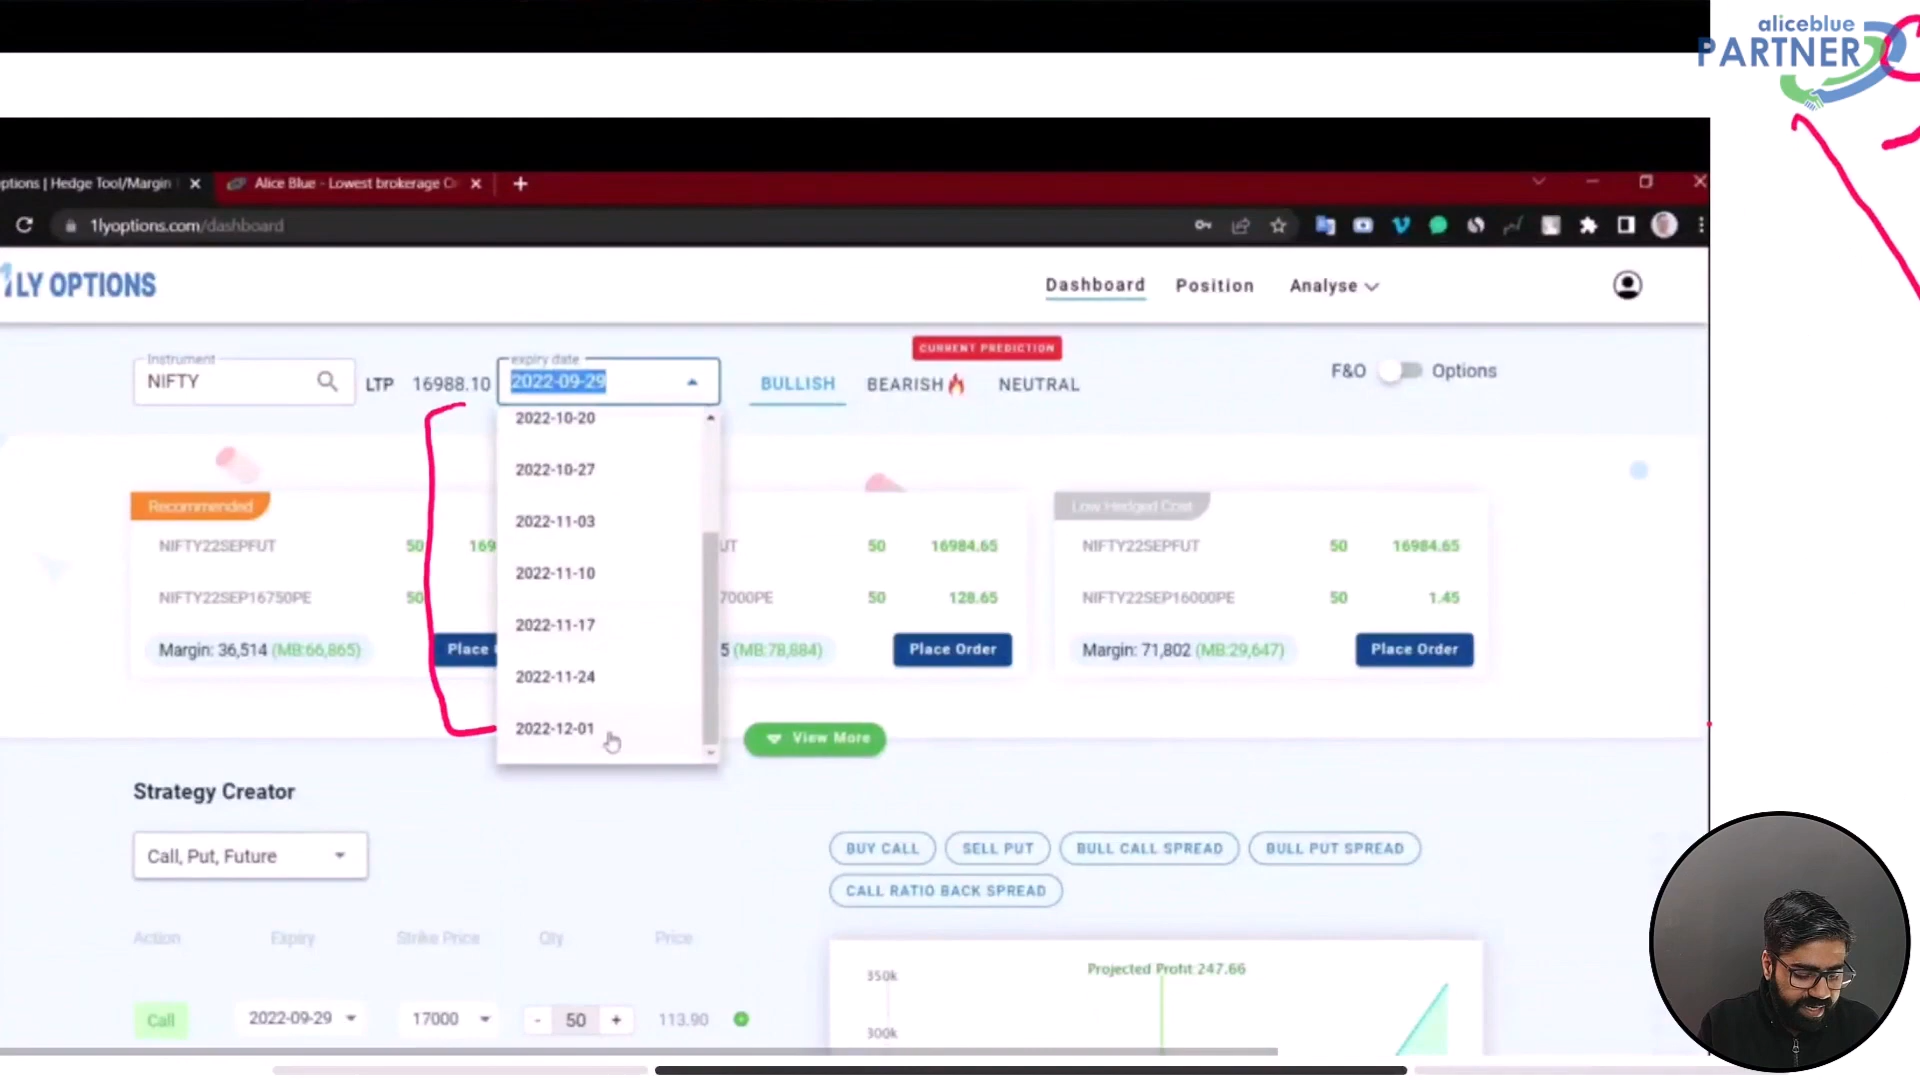 aliceblue
PARTNER
ptions | Hedge Tool/Margin
Alice Blue - Lowest brokerage
1lyoptions.com/dashboard
1LY OPTIONS
Dashboard Position Analyse
CURRENT PREDICTION
Instrument
NIFTY
LTP 16988.10
expiry date
2022-09-29
BULLISH BEARISH NEUTRAL
F&O Options
2022-10-20
2022-10-27
2022-11-03
2022-11-10
2022-11-17
2022-11-24
2022-12-01
Recommended
NIFTY22SEPFUT 50 169
NIFTY22SEP16750PE 50
Margin: 36,514 (MB:66,865) Place
UT 50 16984.65
7000PE 50 128.65
5 (MB:78,884) Place Order
Low Hedged Cost
NIFTY22SEPFUT 50 16984.65
NIFTY22SEP16000PE 50 1.45
Margin: 71,802 (MB:29,647) Place Order
View More
Strategy Creator
Call, Put, Future
BUY CALL SELL PUT BULL CALL SPREAD BULL PUT SPREAD
CALL RATIO BACK SPREAD
Action Expiry Strike Price Qty Price
Call 2022-09-29 17000 - 50 + 113.90
Projected Profit 247.66
350k
300k